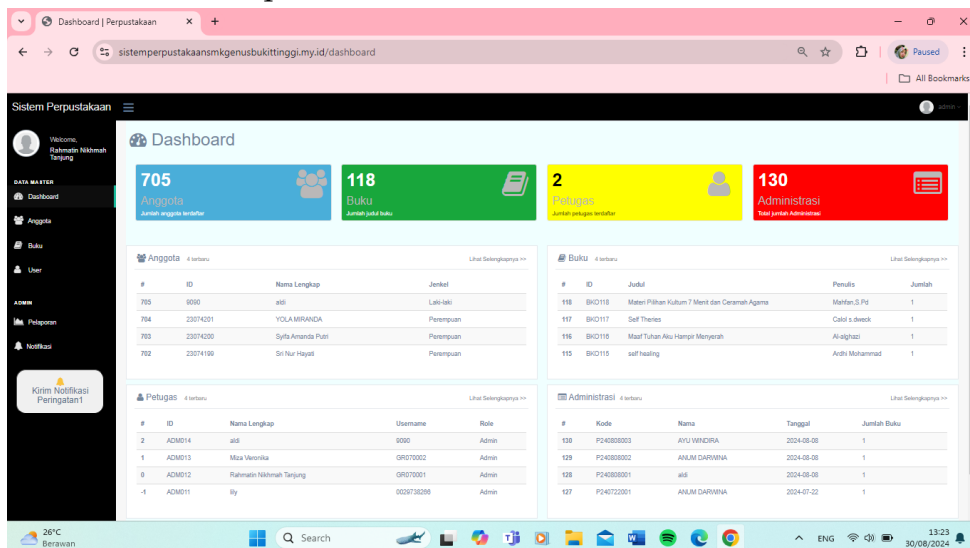 Dashboard | Perpustakaan
sistemperpustakaansmkgenusbukittinggi.my.id/dashboard
Paused
All Bookmarks
Sistem Perpustakaan
admin
Welcome,
Rahmatin Nikhmah
Tanjung
DATA MASTER
Dashboard
Anggota
Buku
User
ADMIN
Pelaporan
Notifikasi
Kirim Notifikasi
Peringatan1
Dashboard
705
Anggota
Jumlah anggota terdaftar
118
Buku
Jumlah judul buku
2
Petugas
Jumlah petugas terdaftar
130
Administrasi
Total jumlah Administrasi
Anggota 4 terbaru Lihat Selengkapnya >>
# ID Nama Lengkap Jenkel
705 9090 aldi Laki-laki
704 23074201 YOLA MIRANDA Perempuan
703 23074200 Syifa Amanda Putri Perempuan
702 23074199 Sri Nur Hayati Perempuan
Buku 4 terbaru Lihat Selengkapnya >>
# ID Judul Penulis Jumlah
118 BKO118 Materi Pilihan Kultum 7 Menit dan Ceramah Agama Mahfan,S.Pd 1
117 BKO117 Self Theries Calol s.dweck 1
116 BKO116 Maaf Tuhan Aku Hampir Menyerah Al-alghazi 1
115 BKO115 self healing Ardhi Mohammad 1
Petugas 4 terbaru Lihat Selengkapnya >>
# ID Nama Lengkap Username Role
2 ADM014 aldi 9090 Admin
1 ADM013 Miza Veronika GR070002 Admin
0 ADM012 Rahmatin Nikhmah Tanjung GR070001 Admin
-1 ADM011 lily 0029738266 Admin
Administrasi 4 terbaru Lihat Selengkapnya >>
# Kode Nama Tanggal Jumlah Buku
130 P240808003 AYU WINDIRA 2024-08-08 1
129 P240808002 ANUM DARWINA 2024-08-08 1
128 P240808001 aldi 2024-08-08 1
127 P240722001 ANUM DARWINA 2024-07-22 1
26°C
Berawan
Search
ENG
13:23
30/08/2024